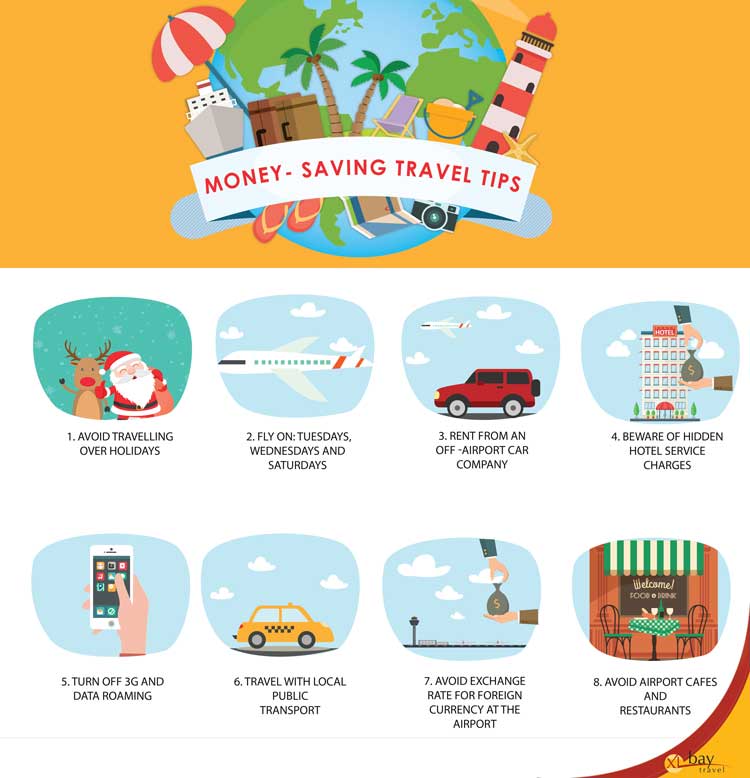 MONEY- SAVING TRAVEL TIPS
HOTEL
$
1. AVOID TRAVELLING
OVER HOLIDAYS
2. FLY ON: TUESDAYS,
WEDNESDAYS AND
SATURDAYS
3. RENT FROM AN
OFF -AIRPORT CAR
COMPANY
4. BEWARE OF HIDDEN
HOTEL SERVICE
CHARGES
$
Welcome!
FOOD & DRINK
5. TURN OFF 3G AND
DATA ROAMING
6. TRAVEL WITH LOCAL
PUBLIC
TRANSPORT
7. AVOID EXCHANGE
RATE FOR FOREIGN
CURRENCY AT THE
AIRPORT
8. AVOID AIRPORT CAFES
AND
RESTAURANTS
XL bay
travel